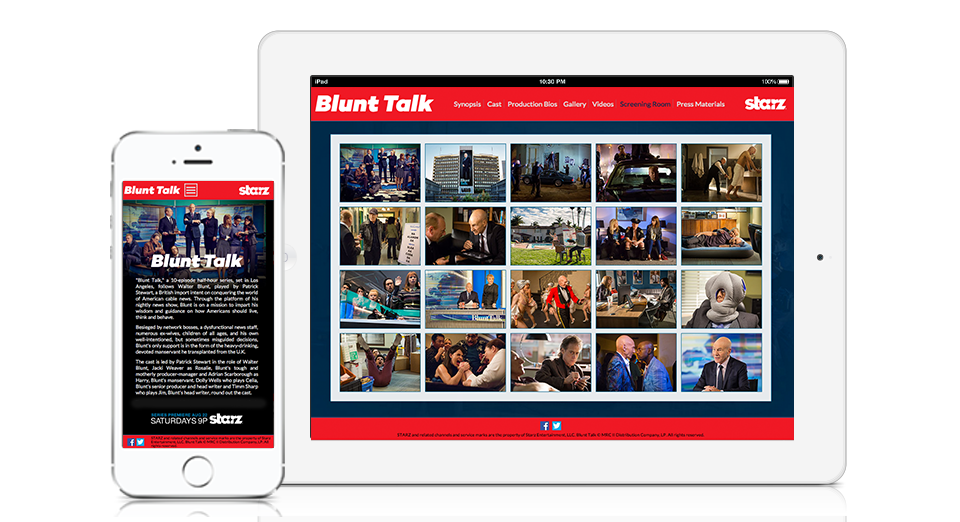 iPad 10:30 PM 100%
Blunt Talk Synopsis Cast Production Bios Gallery Videos Screening Room Press Materials starz
STARZ and related channels and service marks are the property of Starz Entertainment, LLC. Blunt Talk © MRC II Distribution Company, LP. All rights reserved.
Blunt Talk starz
Blunt Talk
"Blunt Talk," a 10-episode half-hour series, set in Los
Angeles, follows Walter Blunt, played by Patrick
Stewart, a British import intent on conquering the world
of American cable news. Through the platform of his
nightly news show, Blunt is on a mission to impart his
wisdom and guidance on how Americans should live,
think and behave.
Besieged by network bosses, a dysfunctional news staff,
numerous ex-wives, children of all ages, and his own
well-intentioned, but sometimes misguided decisions,
Blunt's only support is in the form of the heavy-drinking,
devoted manservant he transplanted from the U.K.
The cast is led by Patrick Stewart in the role of Walter
Blunt, Jacki Weaver as Rosalie, Blunt's tough and
motherly producer-manager and Adrian Scarborough as
Harry, Blunt's manservant. Dolly Wells who plays Celia,
Blunt's senior producer and head writer and Timm Sharp
who plays Jim, Blunt's head writer, round out the cast.
SERIES PREMIERE AUG 22
SATURDAYS 9P starz
STARZ and related channels and service marks are the property of Starz
Entertainment, LLC. Blunt Talk © MRC II Distribution Company, LP. All
rights reserved.